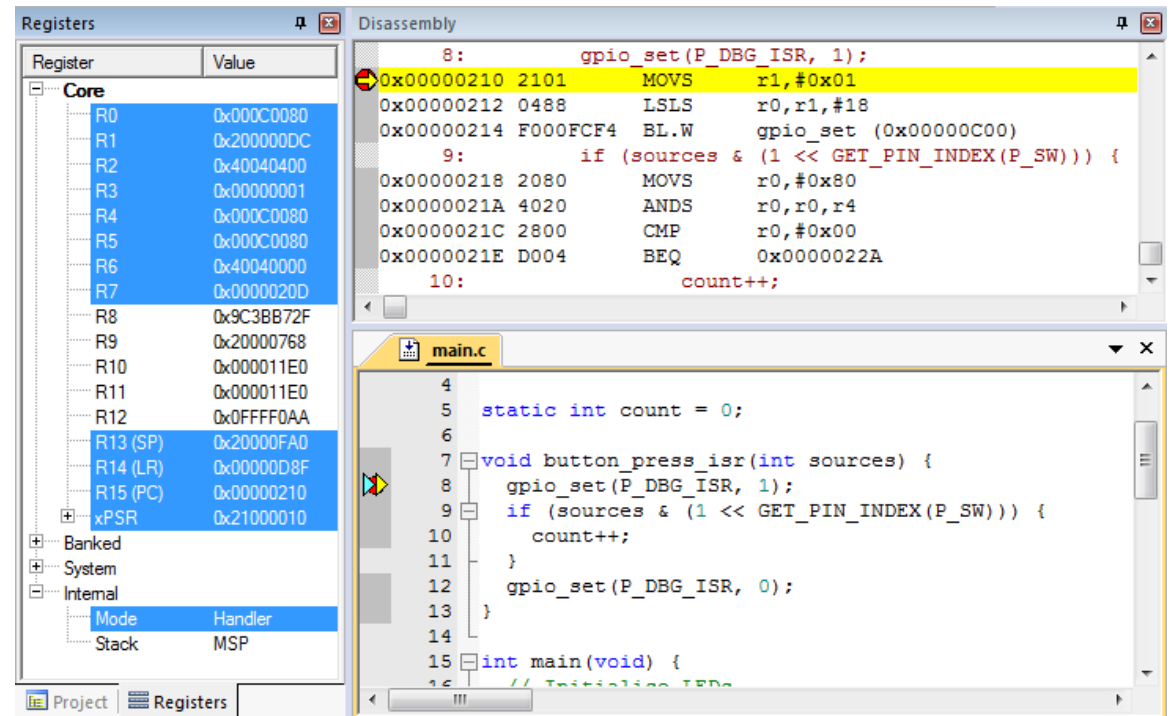 Registers
Register Value
Core
R0 0x000C0080
R1 0x200000DC
R2 0x40040400
R3 0x00000001
R4 0x000C0080
R5 0x000C0080
R6 0x40040000
R7 0x0000020D
R8 0x9C3BB72F
R9 0x20000768
R10 0x000011E0
R11 0x000011E0
R12 0x0FFFF0AA
R13 (SP) 0x20000FA0
R14 (LR) 0x00000D8F
R15 (PC) 0x00000210
xPSR 0x21000010
Banked
System
Internal
Mode Handler
Stack MSP
Project Registers
Disassembly
8: gpio_set(P_DBG_ISR, 1);
0x00000210 2101 MOVS r1,#0x01
0x00000212 0488 LSLS r0,r1,#18
0x00000214 F000FCF4 BL.W gpio_set (0x00000C00)
9: if (sources & (1 << GET_PIN_INDEX(P_SW))) {
0x00000218 2080 MOVS r0,#0x80
0x0000021A 4020 ANDS r0,r0,r4
0x0000021C 2800 CMP r0,#0x00
0x0000021E D004 BEQ 0x0000022A
10: count++;
main.c
4
5 static int count = 0;
6
7 void button_press_isr(int sources) {
8 gpio_set(P_DBG_ISR, 1);
9 if (sources & (1 << GET_PIN_INDEX(P_SW))) {
10 count++;
11 }
12 gpio_set(P_DBG_ISR, 0);
13 }
14
15 int main(void) {
16 // Initialise LEDs